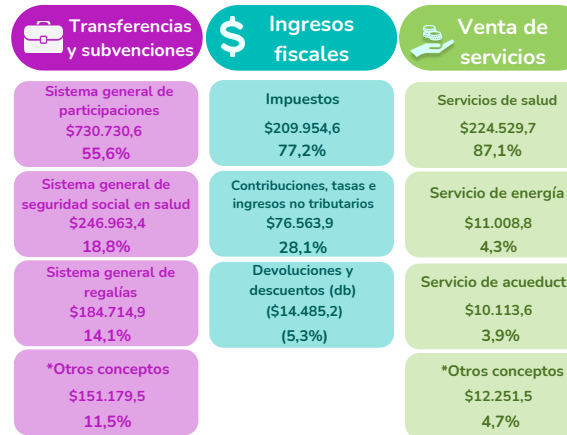 Transferencias
y subvenciones
Sistema general de
participaciones
$730.730,6
55,6%
Sistema general de
seguridad social en salud
$246.963,4
18,8%
Sistema general de
regalías
$184.714,9
14,1%
*Otros conceptos
$151.179,5
11,5%
Ingresos
fiscales
Impuestos
$209.954,6
77,2%
Contribuciones, tasas e
ingresos no tributarios
$76.563,9
28,1%
Devoluciones y
descuentos (db)
($14.485,2)
(5,3%)
Venta de
servicios
Servicios de salud
$224.529,7
87,1%
Servicio de energía
$11.008,8
4,3%
Servicio de acueduct
$10.113,6
3,9%
*Otros conceptos
$12.251,5
4,7%